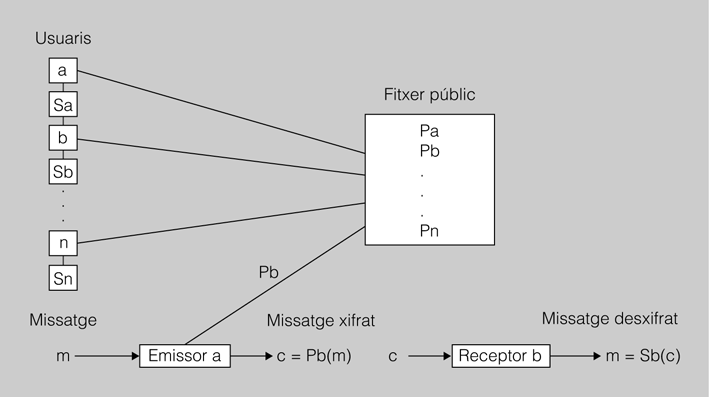 Usuaris
a
Sa
b
Sb
.
.
.
n
Sn
Fitxer públic
Pa
Pb
.
.
.
Pn
Pb
Missatge
Missatge xifrat
Missatge desxifrat
m
Emissor a
c = Pb(m)
c
Receptor b
m = Sb(c)